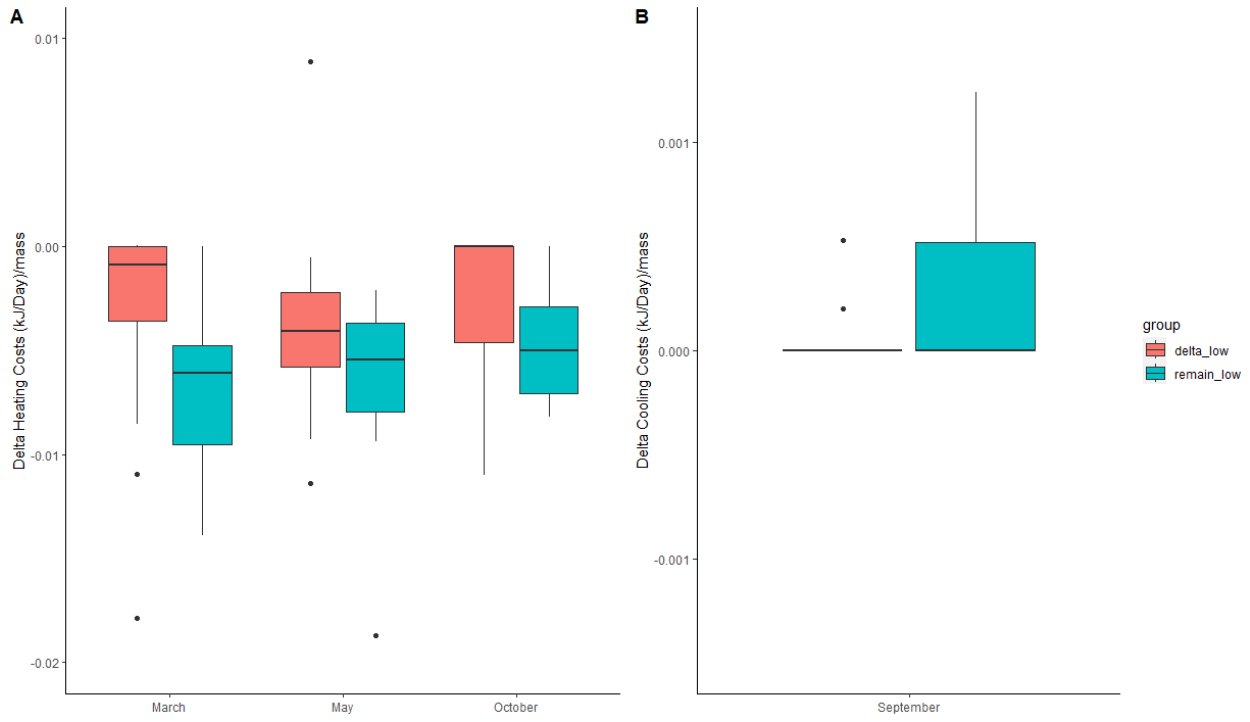 A
B
Delta Heating Costs (kJ/Day)/mass
0.01
0.00
-0.01
-0.02
March
May
October
Delta Cooling Costs (kJ/Day)/mass
0.001
0.000
-0.001
September
group
delta_low
remain_low